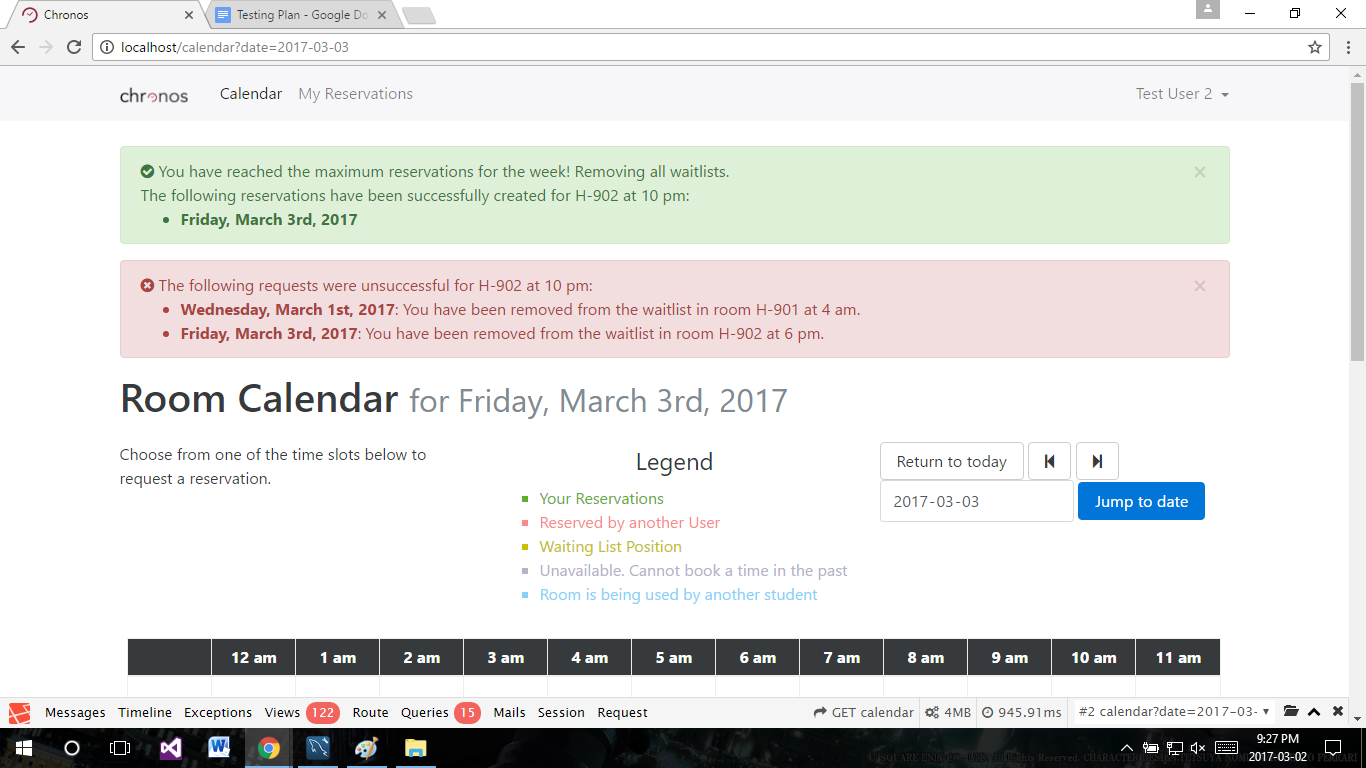 Chronos
Testing Plan - Google Do
localhost/calendar?date=2017-03-03
chronos
Calendar
My Reservations
Test User 2
You have reached the maximum reservations for the week! Removing all waitlists.
The following reservations have been successfully created for H-902 at 10 pm:
Friday, March 3rd, 2017
The following requests were unsuccessful for H-902 at 10 pm:
Wednesday, March 1st, 2017: You have been removed from the waitlist in room H-901 at 4 am.
Friday, March 3rd, 2017: You have been removed from the waitlist in room H-902 at 6 pm.
Room Calendar for Friday, March 3rd, 2017
Choose from one of the time slots below to
request a reservation.
Legend
Your Reservations
Reserved by another User
Waiting List Position
Unavailable. Cannot book a time in the past
Room is being used by another student
Return to today
2017-03-03
Jump to date
12 am 1 am 2 am 3 am 4 am 5 am 6 am 7 am 8 am 9 am 10 am 11 am
Messages Timeline Exceptions Views 122 Route Queries 15 Mails Session Request GET calendar 4MB 945.91ms #2 calendar?date=2017-03-
9:27 PM
2017-03-02